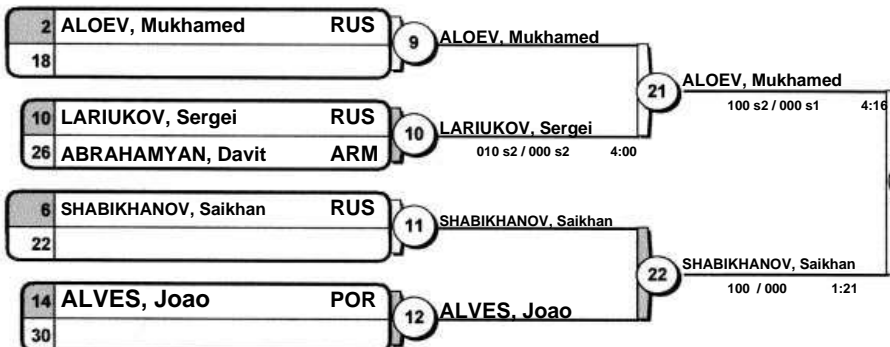 2 ALOEV, Mukhamed RUS
18
9
ALOEV, Mukhamed
10 LARIUKOV, Sergei RUS
26 ABRAHAMYAN, Davit ARM
10
LARIUKOV, Sergei
010 s2 / 000 s2 4:00
21
ALOEV, Mukhamed
100 s2 / 000 s1 4:16
6 SHABIKHANOV, Saikhan RUS
22
11
SHABIKHANOV, Saikhan
14 ALVES, Joao POR
30
12
ALVES, Joao
22
SHABIKHANOV, Saikhan
100 / 000 1:21